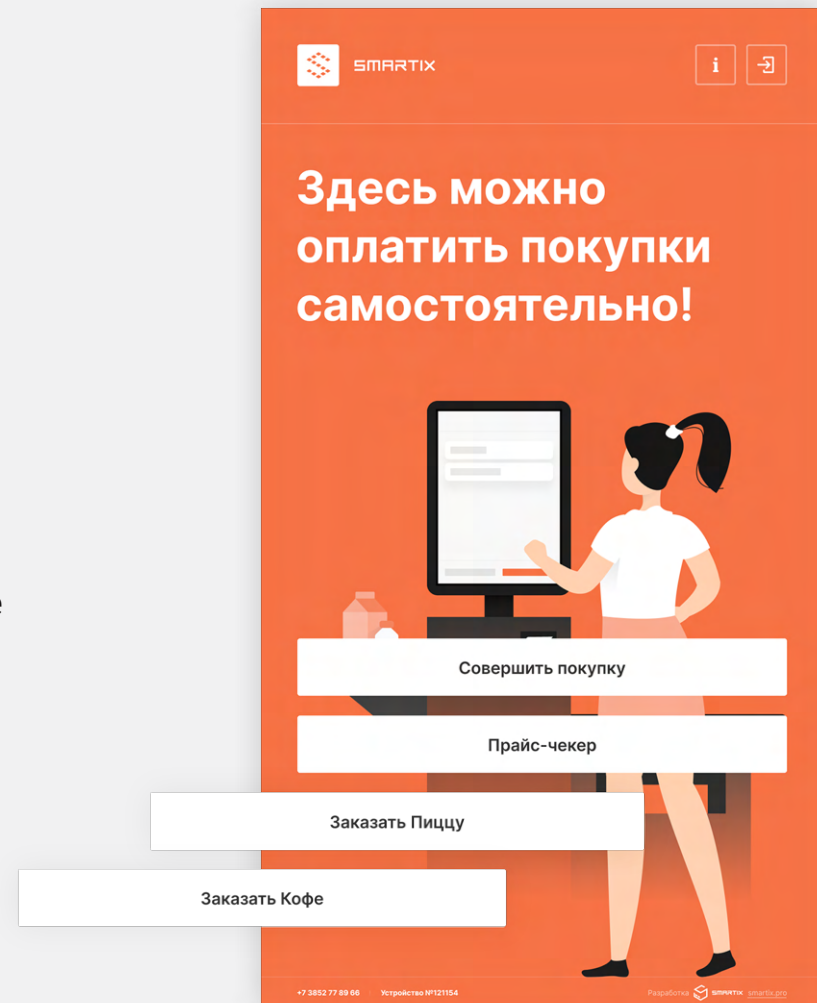 SMARTIX
i
Здесь можно
оплатить покупки
самостоятельно!
е
Совершить покупку
Прайс-чекер
Заказать Пиццу
Заказать Кофе
+7 3852 77 89 66 Устройство №121154 Разработка SMARTIX smartix.pro